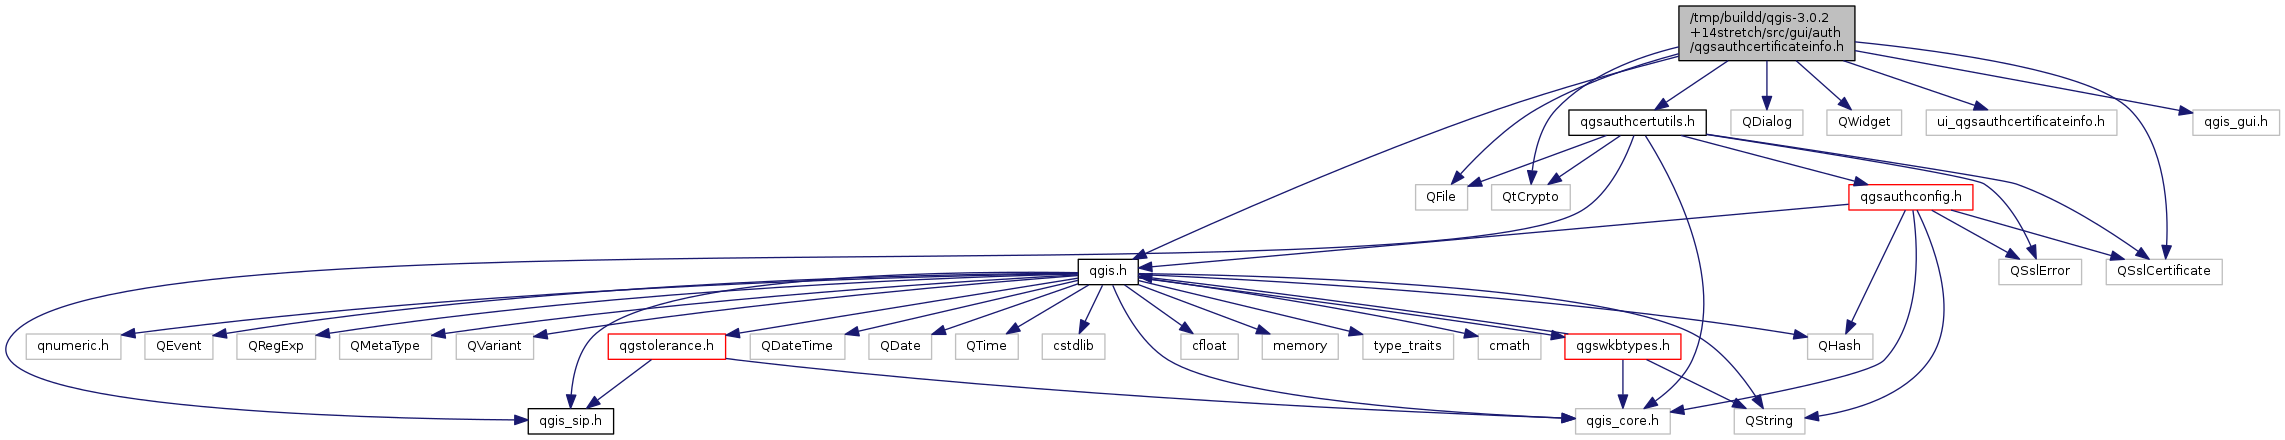 /tmp/buildd/qgis-3.0.2
+14stretch/src/gui/auth
/qgsauthcertificateinfo.h
qgsauthcertutils.h
QDialog
QWidget
ui_qgsauthcertificateinfo.h
qgis_gui.h
QFile
QtCrypto
qgsauthconfig.h
qgis.h
QSslError
QSslCertificate
qnumeric.h
QEvent
QRegExp
QMetaType
QVariant
qgstolerance.h
QDateTime
QDate
QTime
cstdlib
cfloat
memory
type_traits
cmath
qgswkbtypes.h
QHash
qgis_sip.h
qgis_core.h
QString